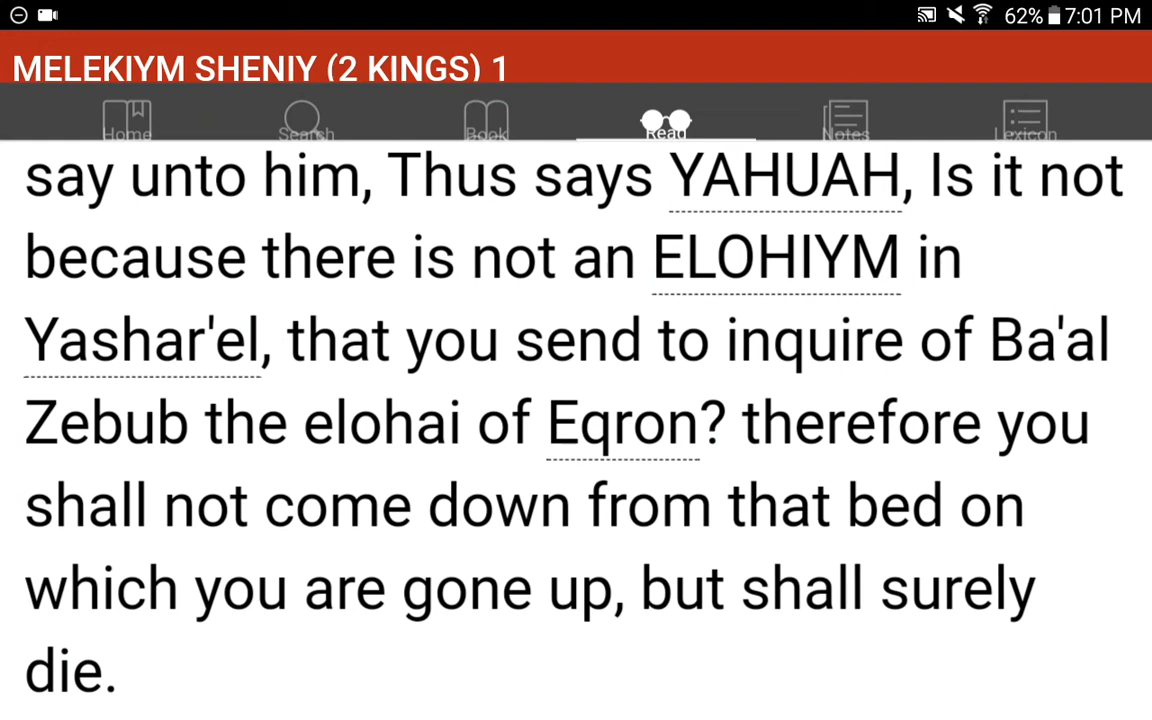 62% 7:01 PM
MELEKIYM SHENIY (2 KINGS) 1
Home Search Book Read Notes Lexicon
say unto him, Thus says YAHUAH, Is it not
because there is not an ELOHIYM in
Yashar'el, that you send to inquire of Ba'al
Zebub the elohai of Eqron? therefore you
shall not come down from that bed on
which you are gone up, but shall surely
die.